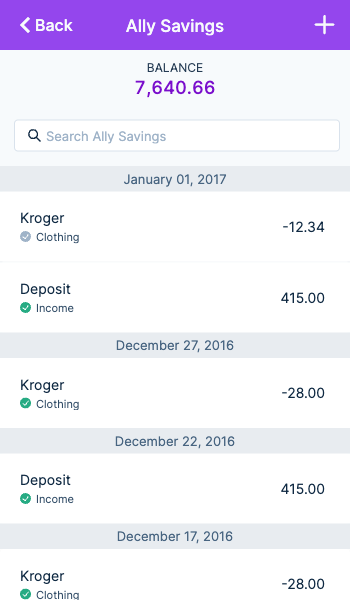 Back
Ally Savings
BALANCE
7,640.66
Search Ally Savings
January 01, 2017
Kroger
-12.34
Clothing
Deposit
415.00
Income
December 27, 2016
Kroger
-28.00
Clothing
December 22, 2016
Deposit
415.00
Income
December 17, 2016
Kroger
-28.00
Clothing